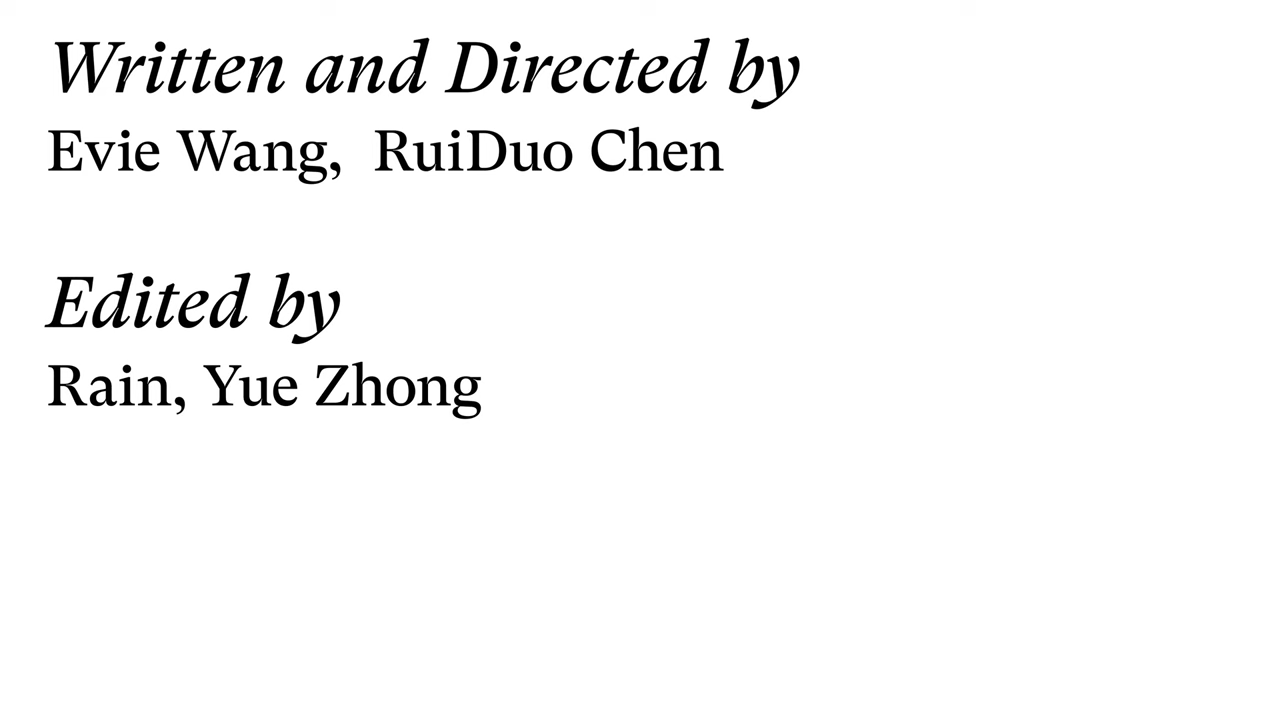 Written and Directed by
Evie Wang,  RuiDuo Chen
Edited by
Rain, Yue Zhong